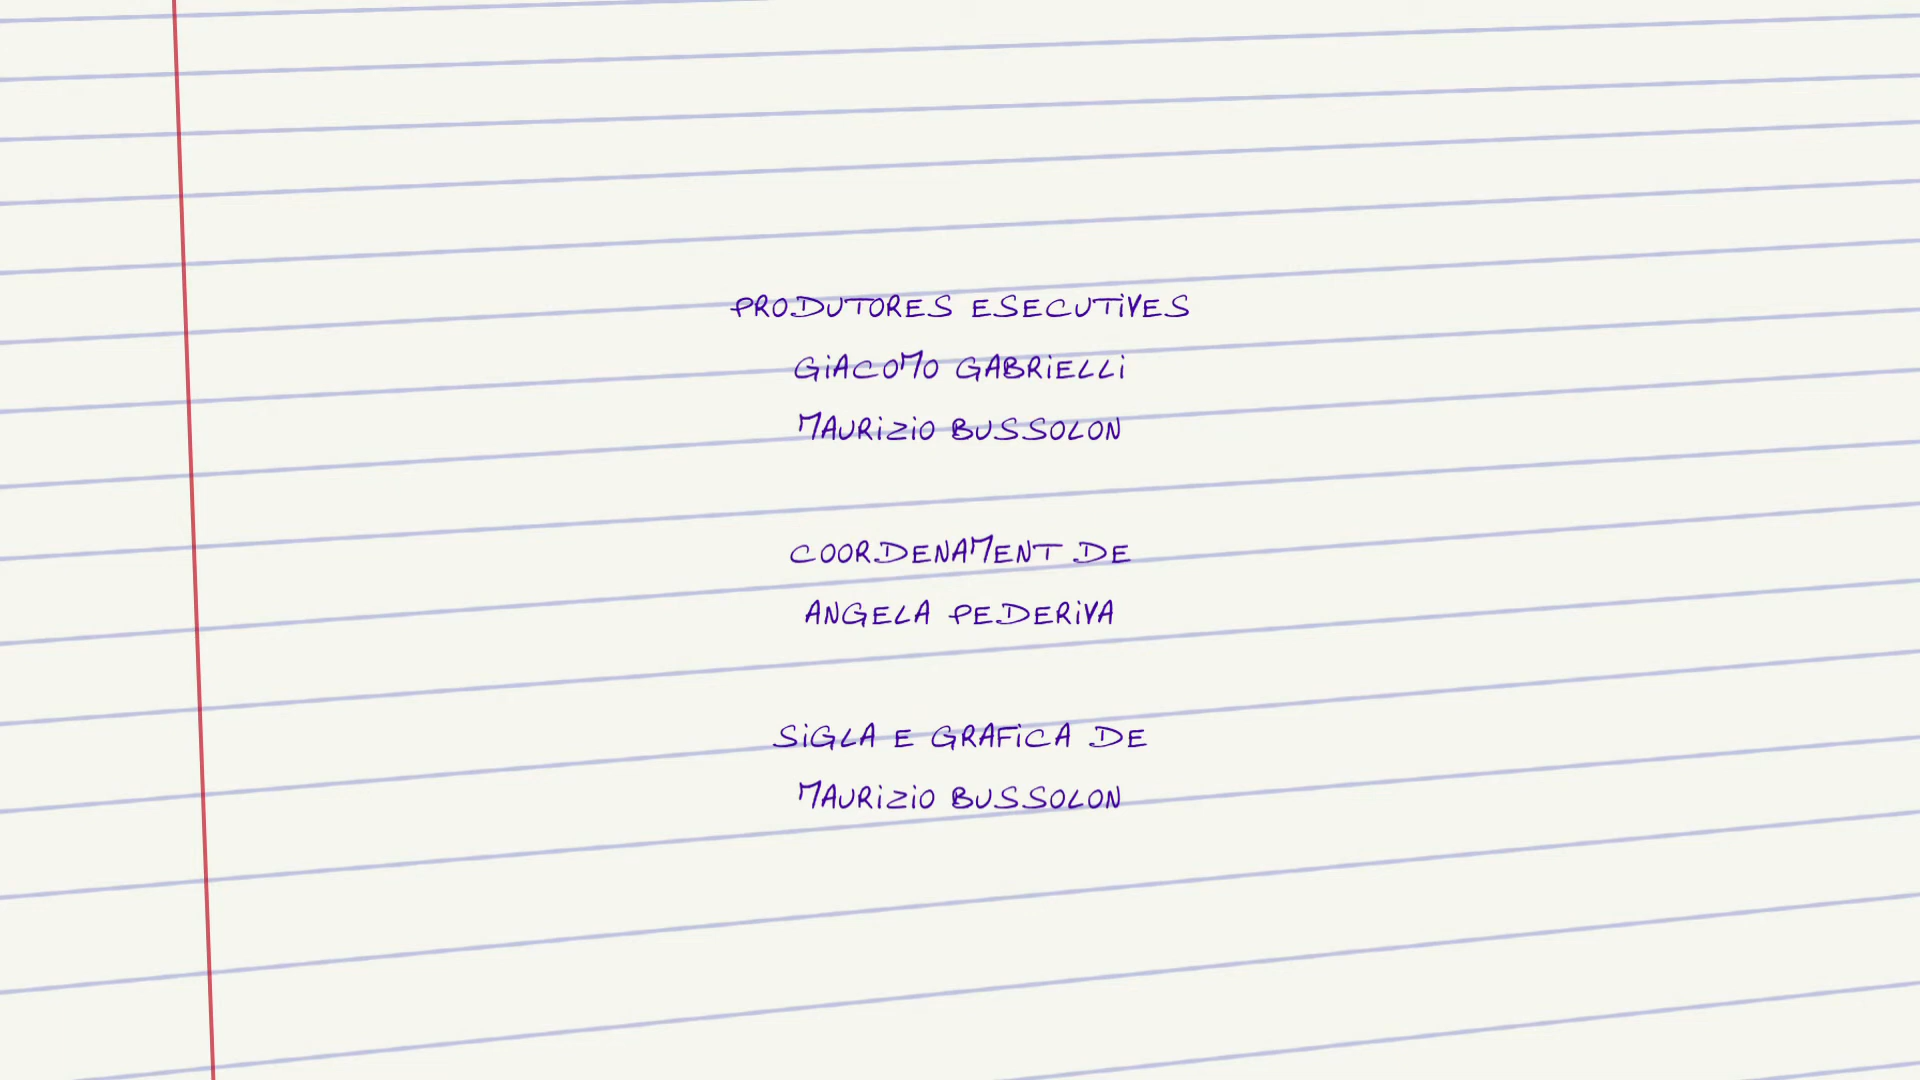 PRODUTORES ESECUTIVES
GiACOMO GABRiELLi
MAURiZiO BUSSOLON
COORDENAMENT DE
ANGELA PEDERiVA
SiGLA E GRAFiCA DE
MAURiZiO BUSSOLON